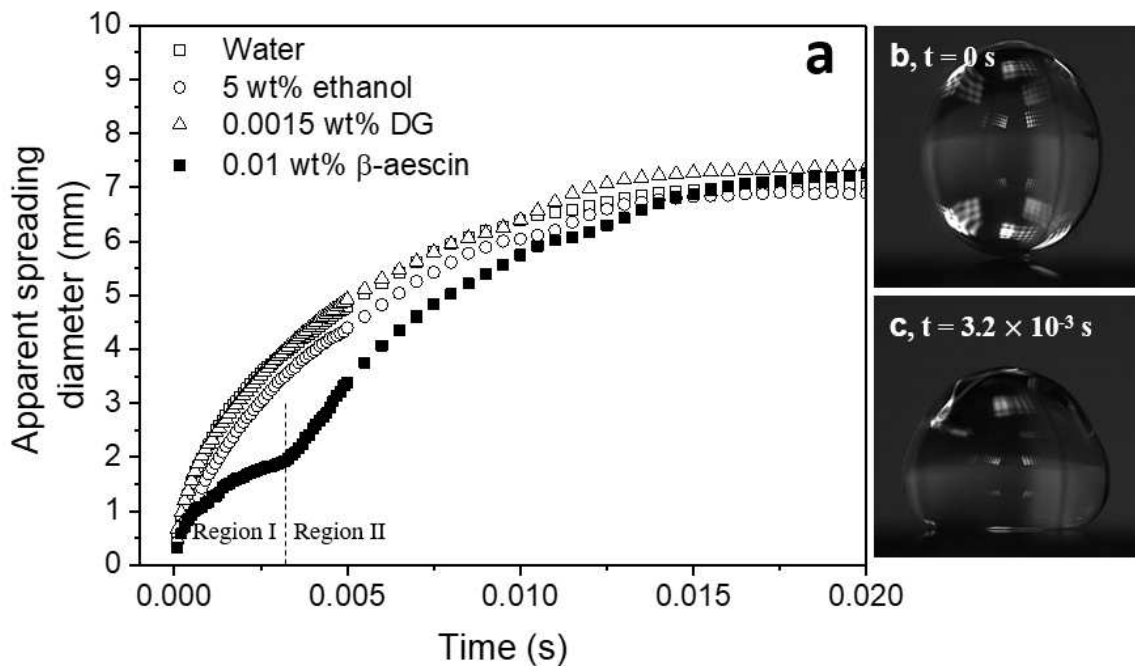 a
Water
5 wt% ethanol
0.0015 wt% DG
0.01 wt% β-aescin
Apparent spreading
diameter (mm)
10
9
8
7
6
5
4
3
2
1
0
Region I
Region II
0.000
0.005
0.010
0.015
0.020
Time (s)
b, t = 0 s
c, t = 3.2 × 10⁻³ s